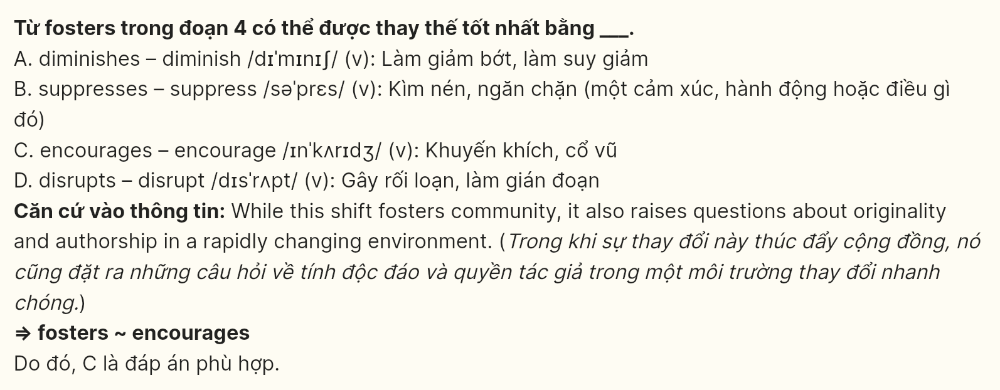 Từ fosters trong đoạn 4 có thể được thay thế tốt nhất bằng ___.
A. diminishes – diminish /dɪˈmɪnɪʃ/ (v): Làm giảm bớt, làm suy giảm
B. suppresses – suppress /səˈprɛs/ (v): Kìm nén, ngăn chặn (một cảm xúc, hành động hoặc điều gì
đó)
C. encourages – encourage /ɪnˈkʌrɪdʒ/ (v): Khuyến khích, cổ vũ
D. disrupts – disrupt /dɪsˈrʌpt/ (v): Gây rối loạn, làm gián đoạn
Căn cứ vào thông tin: While this shift fosters community, it also raises questions about originality
and authorship in a rapidly changing environment. (Trong khi sự thay đổi này thúc đẩy cộng đồng, nó
cũng đặt ra những câu hỏi về tính độc đáo và quyền tác giả trong một môi trường thay đổi nhanh
chóng.)
⇒ fosters ~ encourages
Do đó, C là đáp án phù hợp.